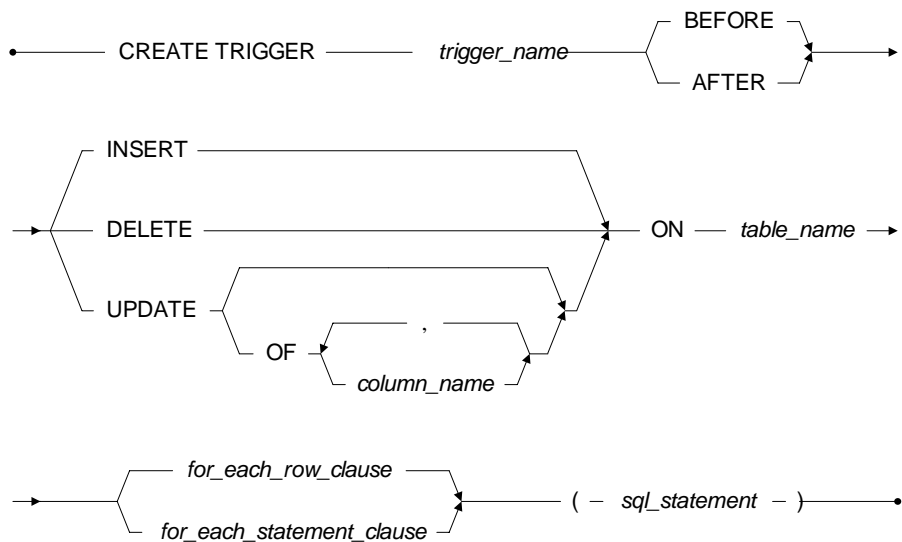 BEFORE
CREATE TRIGGER trigger_name
AFTER
INSERT
DELETE ON table_name
UPDATE
,
OF
column_name
for_each_row_clause
( sql_statement )
for_each_statement_clause